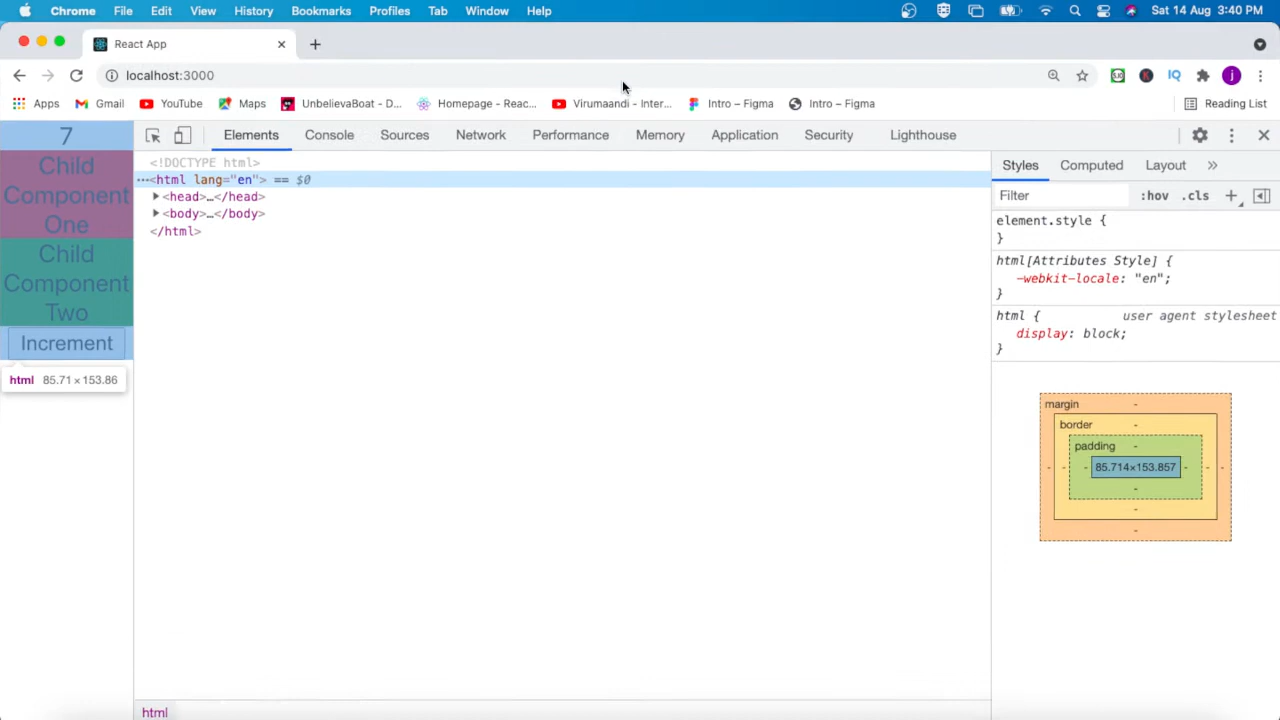 Chrome File Edit View History Bookmarks Profiles Tab Window Help Sat 14 Aug 3:40 PM
React App
localhost:3000
Apps Gmail YouTube Maps UnbelievaBoat - D... Homepage - Reac... Virumaandi - Inter... Intro – Figma Intro – Figma Reading List
7
Child
Component
One
Child
Component
Two
Increment
html 85.71 × 153.86
Elements Console Sources Network Performance Memory Application Security Lighthouse
<!DOCTYPE html>
···<html lang="en"> == $0
<head>…</head>
<body>…</body>
</html>
html
Styles Computed Layout »
Filter :hov .cls +
element.style {
}
html[Attributes Style] {
-webkit-locale: "en";
}
html { user agent stylesheet
display: block;
}
margin -
border -
padding -
- - - 85.714×153.857 - - -
-
-
-